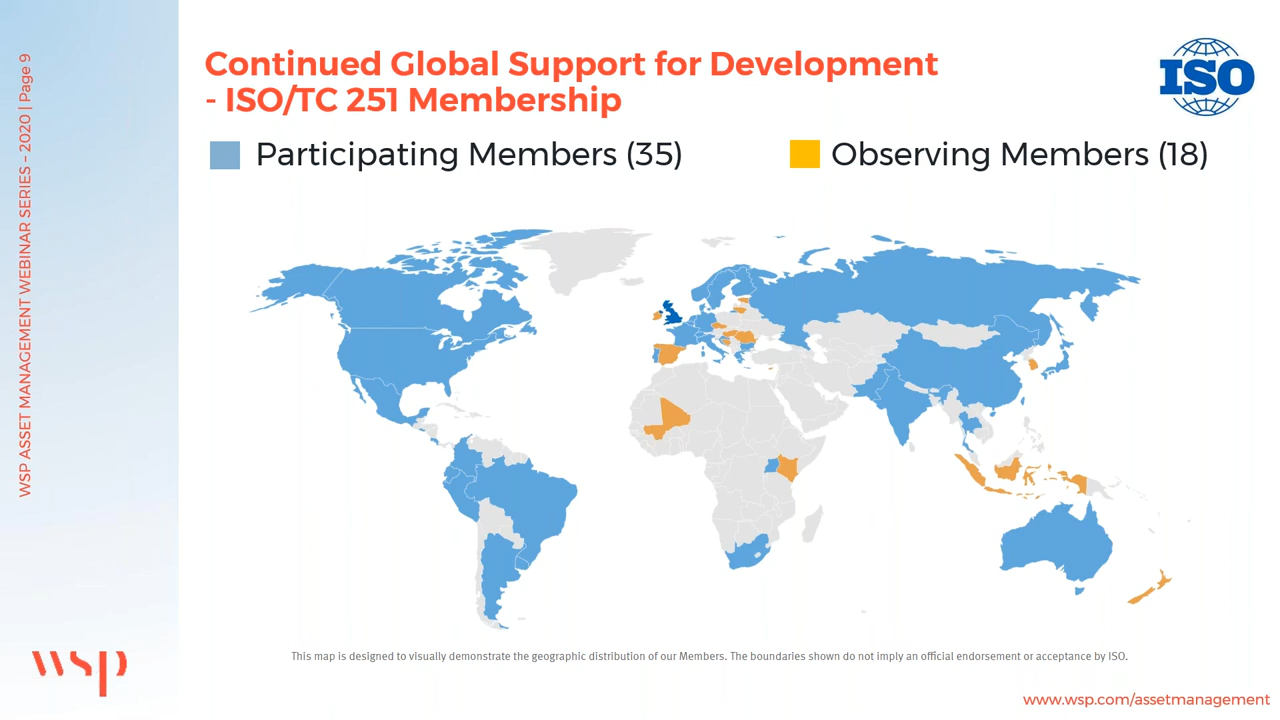 Continued Global Support for Development
- ISO/TC 251 Membership
ISO
Participating Members (35)
Observing Members (18)
WSP ASSET MANAGEMENT WEBINAR SERIES – 2020 | Page 9
This map is designed to visually demonstrate the geographic distribution of our Members. The boundaries shown do not imply an official endorsement or acceptance by ISO.
wsp
www.wsp.com/assetmanagement